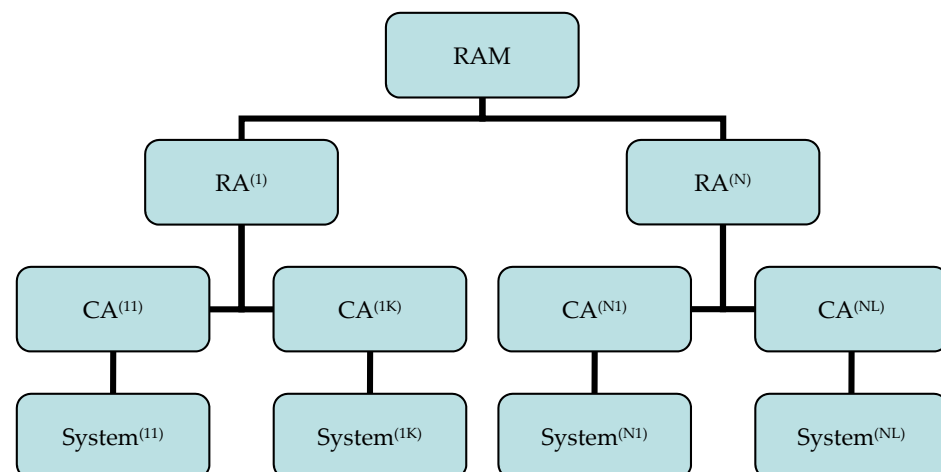 RAM
RA⁽¹⁾
RA⁽ᴺ⁾
CA⁽¹¹⁾
CA⁽¹ᴷ⁾
CA⁽ᴺ¹⁾
CA⁽ᴺᴸ⁾
System⁽¹¹⁾
System⁽¹ᴷ⁾
System⁽ᴺ¹⁾
System⁽ᴺᴸ⁾